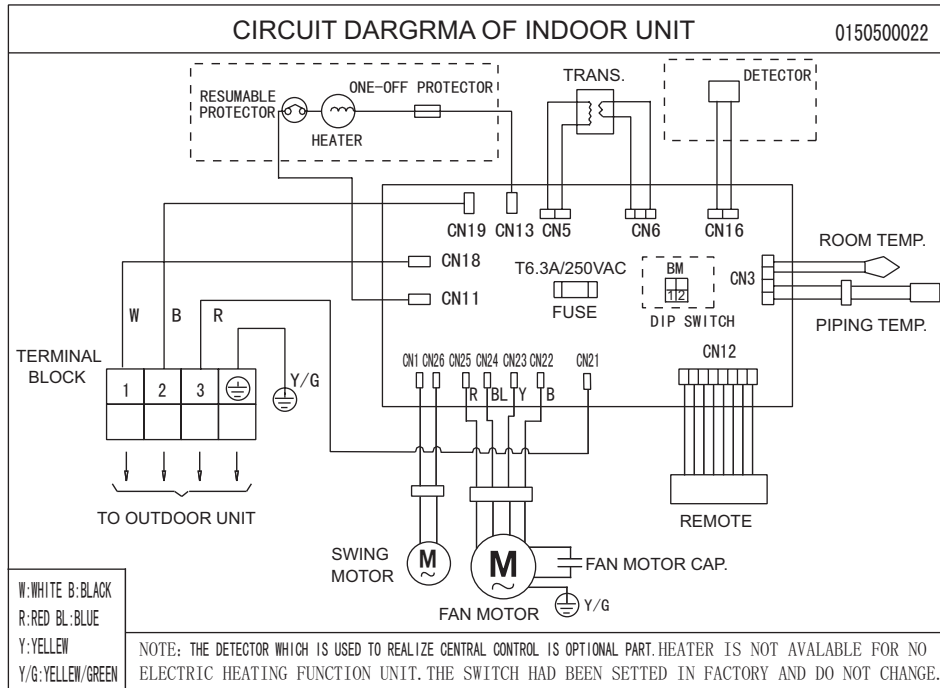 CIRCUIT DARGRMA OF INDOOR UNIT
0150500022
RESUMABLE
PROTECTOR
ONE-OFF PROTECTOR
HEATER
TRANS.
DETECTOR
CN19
CN13
CN5
CN6
CN16
CN18
CN11
T6.3A/250VAC
FUSE
BM
1 2
DIP SWITCH
CN3
ROOM TEMP.
PIPING TEMP.
W
B
R
TERMINAL
BLOCK
1
2
3
Y/G
CN1
CN26
CN25
CN24
CN23
CN22
CN21
R
BL
Y
B
CN12
TO OUTDOOR UNIT
SWING
MOTOR
M
~
M
~
FAN MOTOR
FAN MOTOR CAP.
Y/G
REMOTE
W:WHITE B:BLACK
R:RED BL:BLUE
Y:YELLEW
Y/G:YELLEW/GREEN
NOTE: THE DETECTOR WHICH IS USED TO REALIZE CENTRAL CONTROL IS OPTIONAL PART. HEATER IS NOT AVALABLE FOR NO
ELECTRIC HEATING FUNCTION UNIT. THE SWITCH HAD BEEN SETTED IN FACTORY AND DO NOT CHANGE.